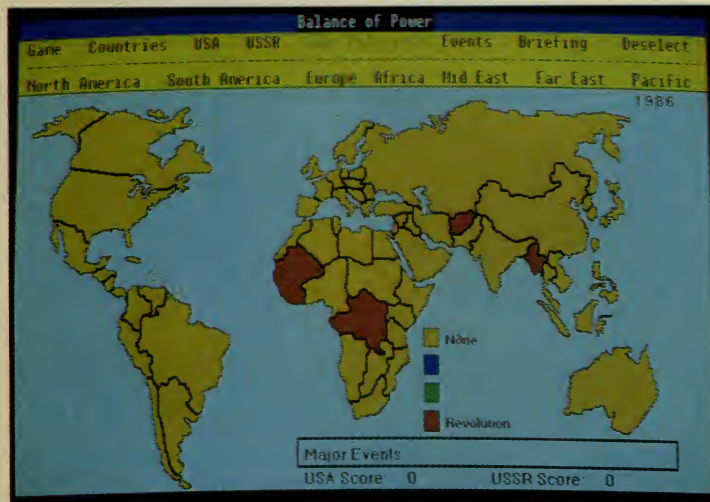 Balance of Power
Game Countries USA USSR Events Briefing Deselect
North America South America Europe Africa Mid East Far East Pacific
1986
None
Revolution
Major Events
USA Score: 0 USSR Score: 0